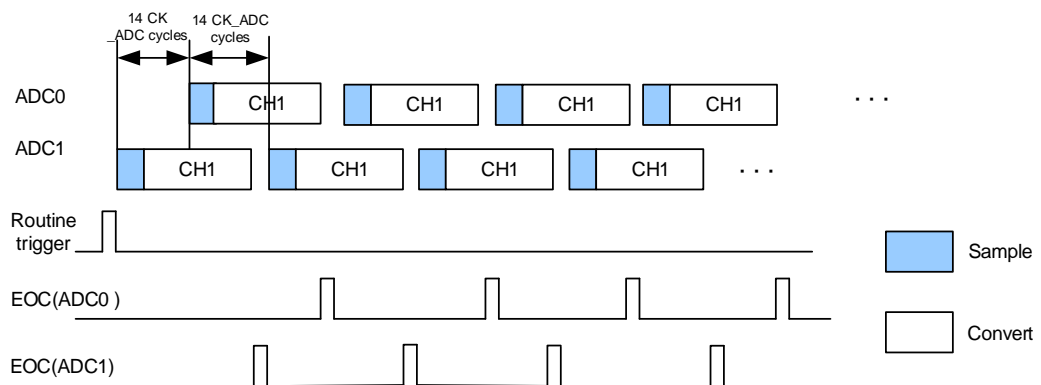 14 CK
_ADC cycles
14 CK_ADC
cycles
ADC0
CH1
CH1
CH1
CH1
. . .
ADC1
CH1
CH1
CH1
CH1
. . .
Routine
trigger
Sample
EOC(ADC0 )
Convert
EOC(ADC1)